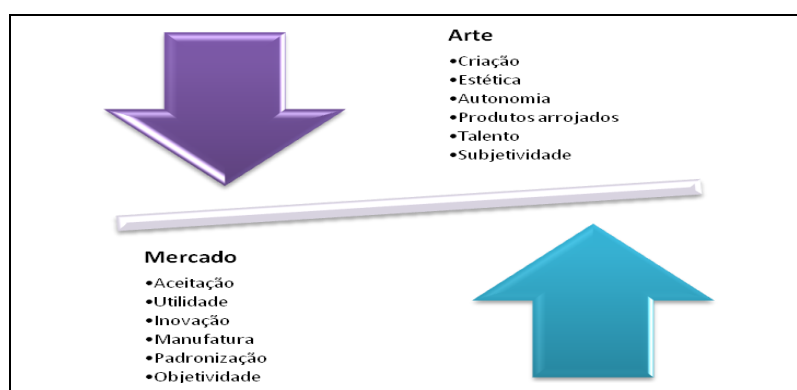 Arte
•Criação
•Estética
•Autonomia
•Produtos arrojados
•Talento
•Subjetividade
Mercado
•Aceitação
•Utilidade
•Inovação
•Manufatura
•Padronização
•Objetividade